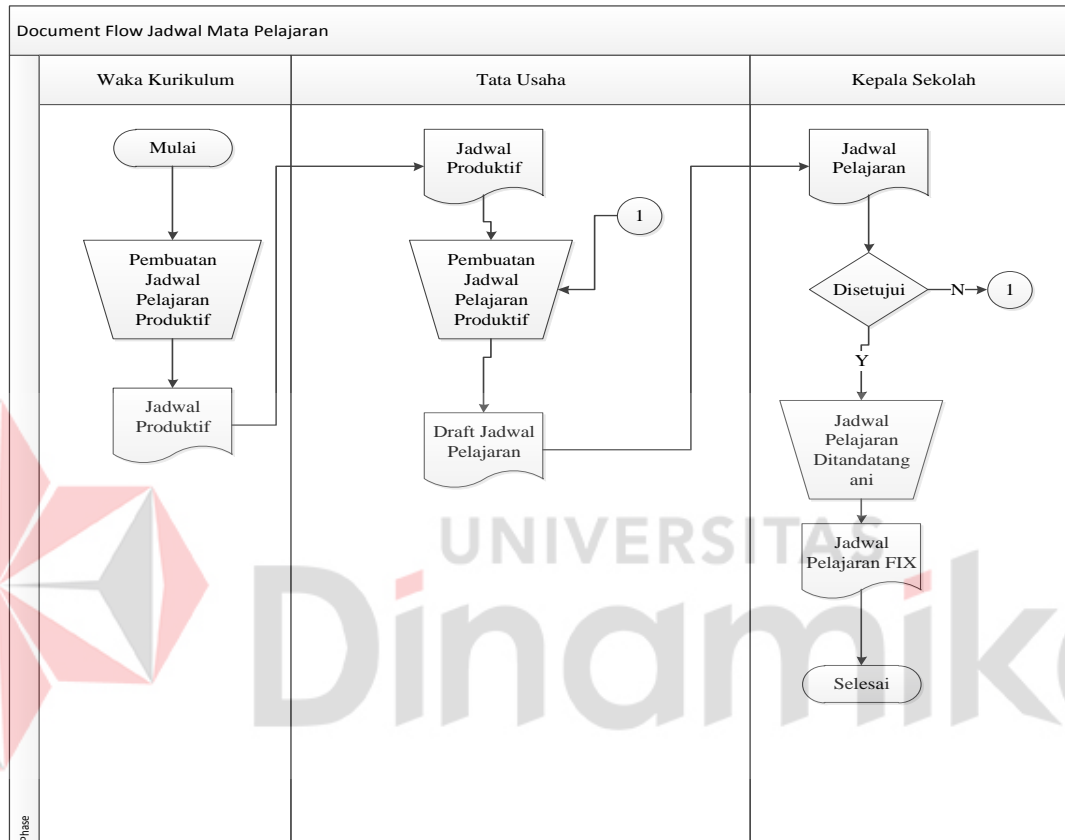 Document Flow Jadwal Mata Pelajaran
Waka Kurikulum
Tata Usaha
Kepala Sekolah
Mulai
Pembuatan
Jadwal
Pelajaran
Produktif
Jadwal
Produktif
Jadwal
Produktif
1
Pembuatan
Jadwal
Pelajaran
Produktif
Draft Jadwal
Pelajaran
Jadwal
Pelajaran
Disetujui
N
1
Y
Jadwal
Pelajaran
Ditandatang
ani
Jadwal
Pelajaran FIX
Selesai
Phase
UNIVERSITAS
Dinamika